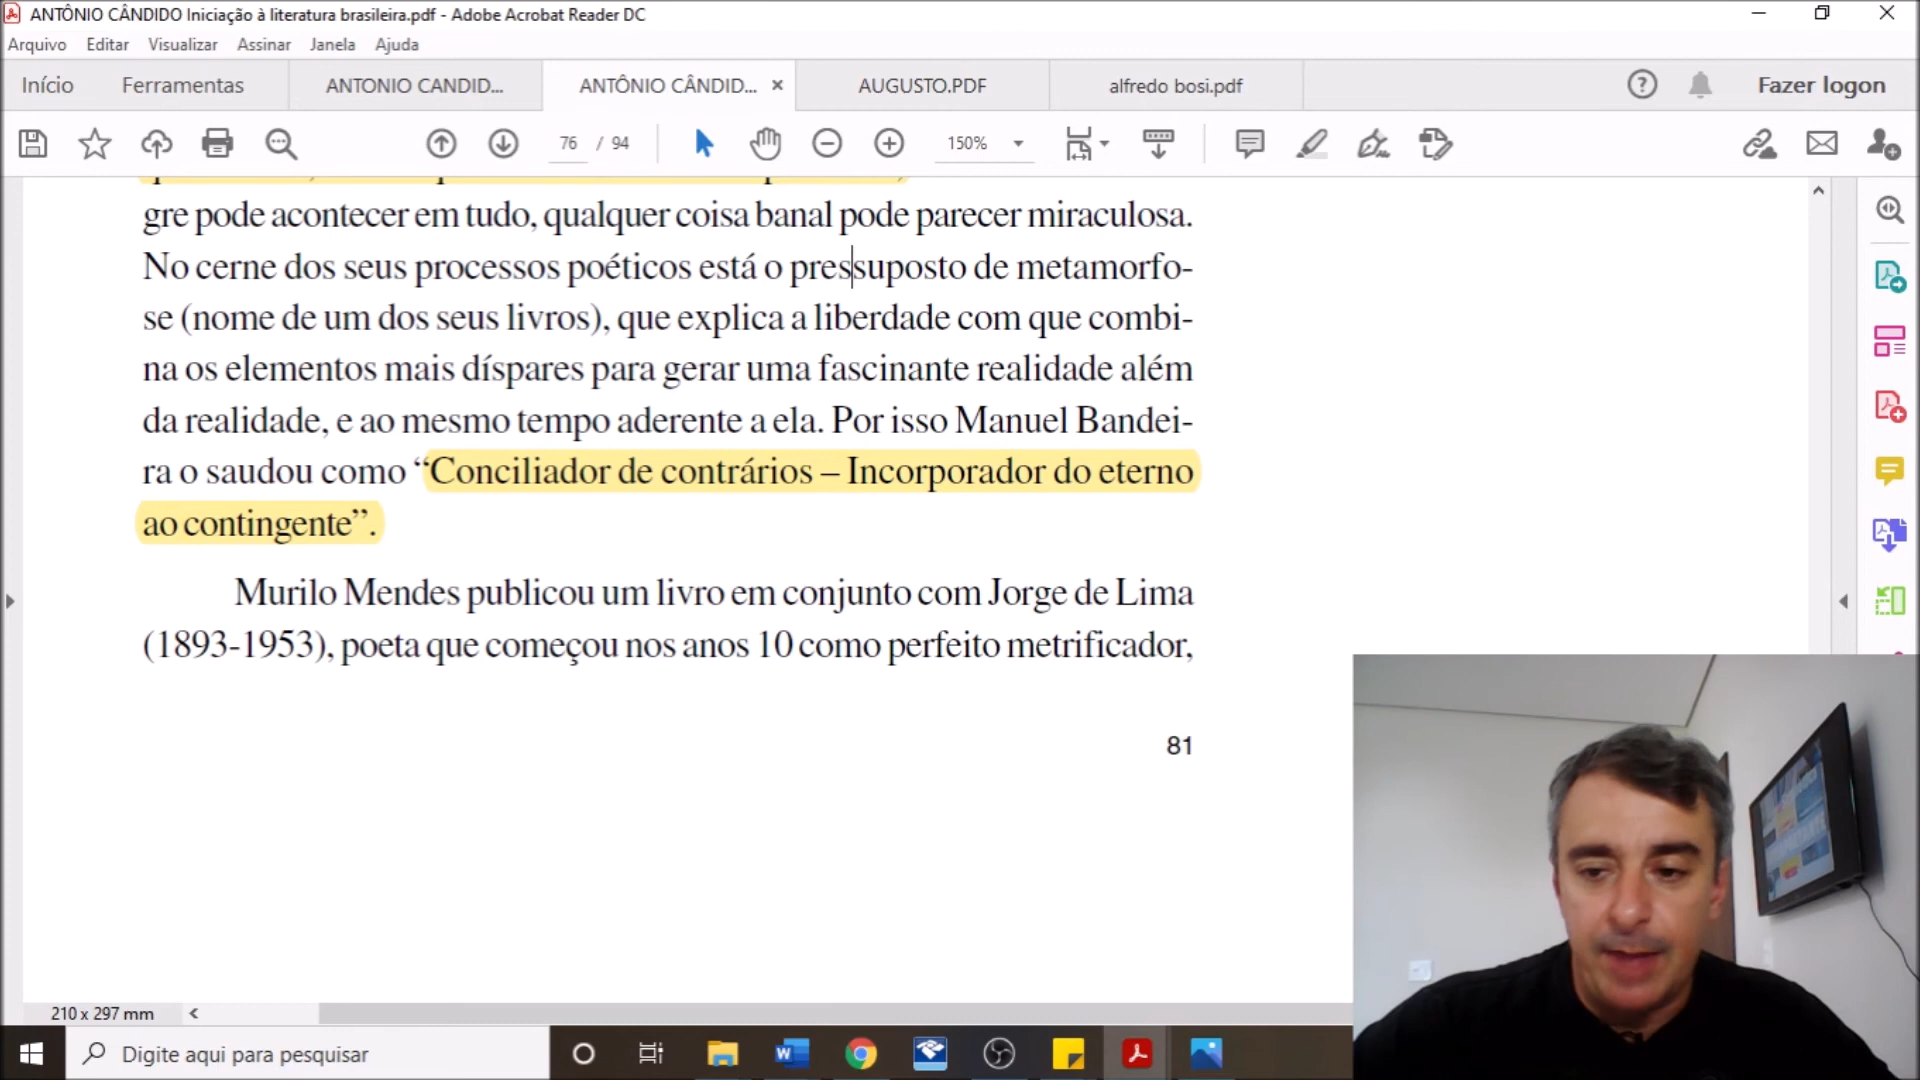 ANTÔNIO CÂNDIDO Iniciação à literatura brasileira.pdf - Adobe Acrobat Reader DC
Arquivo Editar Visualizar Assinar Janela Ajuda
Início Ferramentas ANTONIO CANDID... ANTÔNIO CÂNDID... × AUGUSTO.PDF alfredo bosi.pdf Fazer logon
76 / 94 150%
gre pode acontecer em tudo, qualquer coisa banal pode parecer miraculosa.
No cerne dos seus processos poéticos está o pressuposto de metamorfo-
se (nome de um dos seus livros), que explica a liberdade com que combi-
na os elementos mais díspares para gerar uma fascinante realidade além
da realidade, e ao mesmo tempo aderente a ela. Por isso Manuel Bandei-
ra o saudou como “Conciliador de contrários – Incorporador do eterno
ao contingente”.
Murilo Mendes publicou um livro em conjunto com Jorge de Lima
(1893-1953), poeta que começou nos anos 10 como perfeito metrificador,
81
210 x 297 mm
Digite aqui para pesquisar